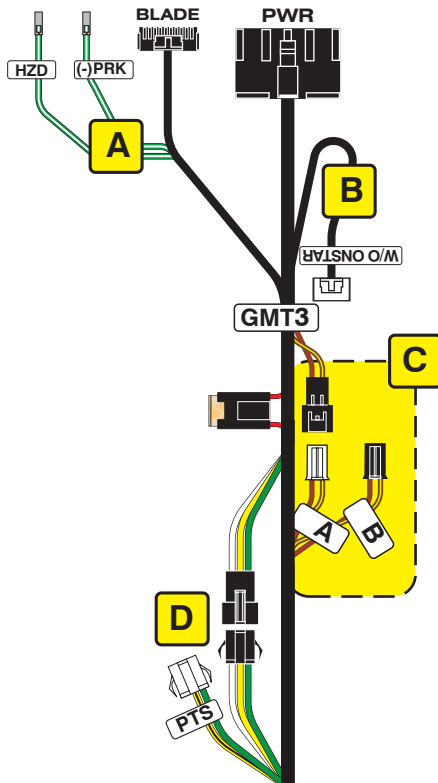 BLADE
PWR
HZD
(-)PRK
A
B
W/O ONSTAR
GMT3
C
A
B
D
PTS